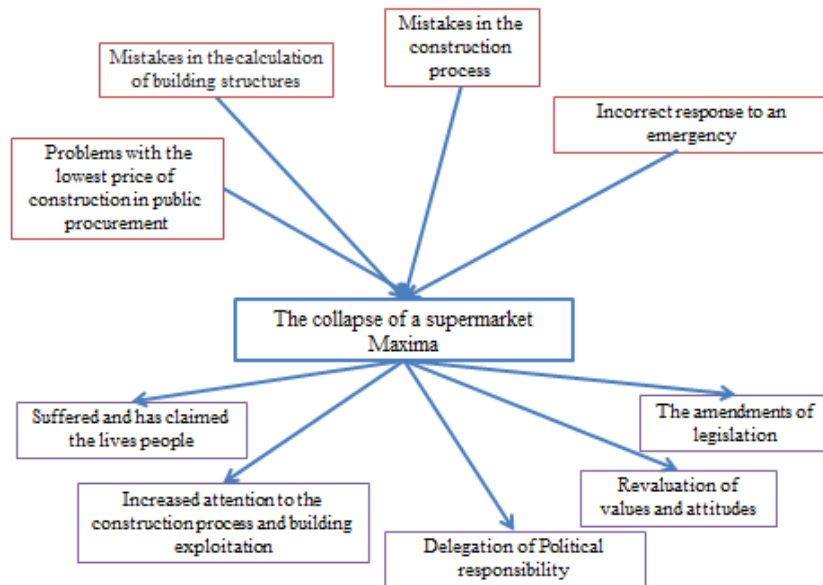 Mistakes in the calculation
of building structures
Mistakes in the
construction
process
Incorrect response to an
emergency
Problems with the
lowest price of
construction in public
procurement
The collapse of a supermarket
Maxima
Suffered and has claimed
the lives people
The amendments of
legislation
Increased attention to the
construction process and building
exploitation
Revaluation of
values and attitudes
Delegation of Political
responsibility